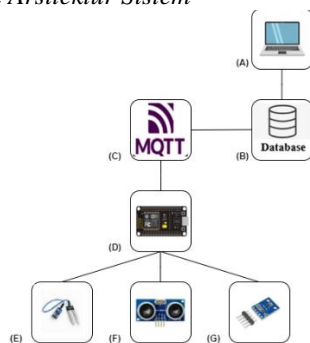 Arsitektur Sistem
(A)
(C)
MQTT
(B)
Database
(D)
(E)
(F)
(G)